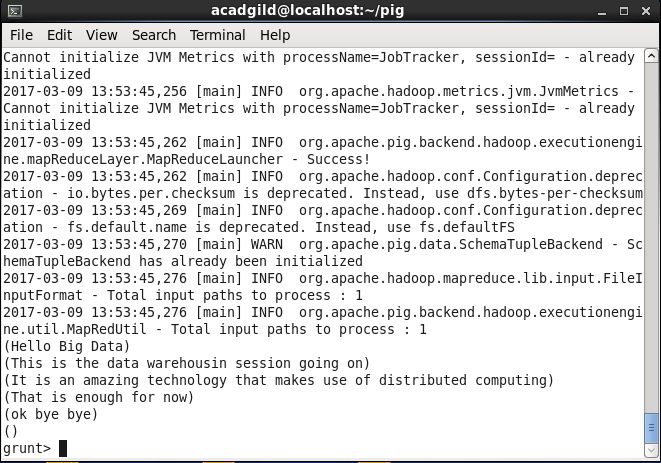 acadgild@localhost:~/pig
File Edit View Search Terminal Help
Cannot initialize JVM Metrics with processName=JobTracker, sessionId= - already
initialized
2017-03-09 13:53:45,256 [main] INFO  org.apache.hadoop.metrics.jvm.JvmMetrics -
Cannot initialize JVM Metrics with processName=JobTracker, sessionId= - already
initialized
2017-03-09 13:53:45,262 [main] INFO  org.apache.pig.backend.hadoop.executionengi
ne.mapReduceLayer.MapReduceLauncher - Success!
2017-03-09 13:53:45,262 [main] INFO  org.apache.hadoop.conf.Configuration.deprec
ation - io.bytes.per.checksum is deprecated. Instead, use dfs.bytes-per-checksum
2017-03-09 13:53:45,269 [main] INFO  org.apache.hadoop.conf.Configuration.deprec
ation - fs.default.name is deprecated. Instead, use fs.defaultFS
2017-03-09 13:53:45,270 [main] WARN  org.apache.pig.data.SchemaTupleBackend - Sc
hemaTupleBackend has already been initialized
2017-03-09 13:53:45,276 [main] INFO  org.apache.hadoop.mapreduce.lib.input.FileI
nputFormat - Total input paths to process : 1
2017-03-09 13:53:45,276 [main] INFO  org.apache.pig.backend.hadoop.executionengi
ne.util.MapRedUtil - Total input paths to process : 1
(Hello Big Data)
(This is the data warehousin session going on)
(It is an amazing technology that makes use of distributed computing)
(That is enough for now)
(ok bye bye)
()
grunt>